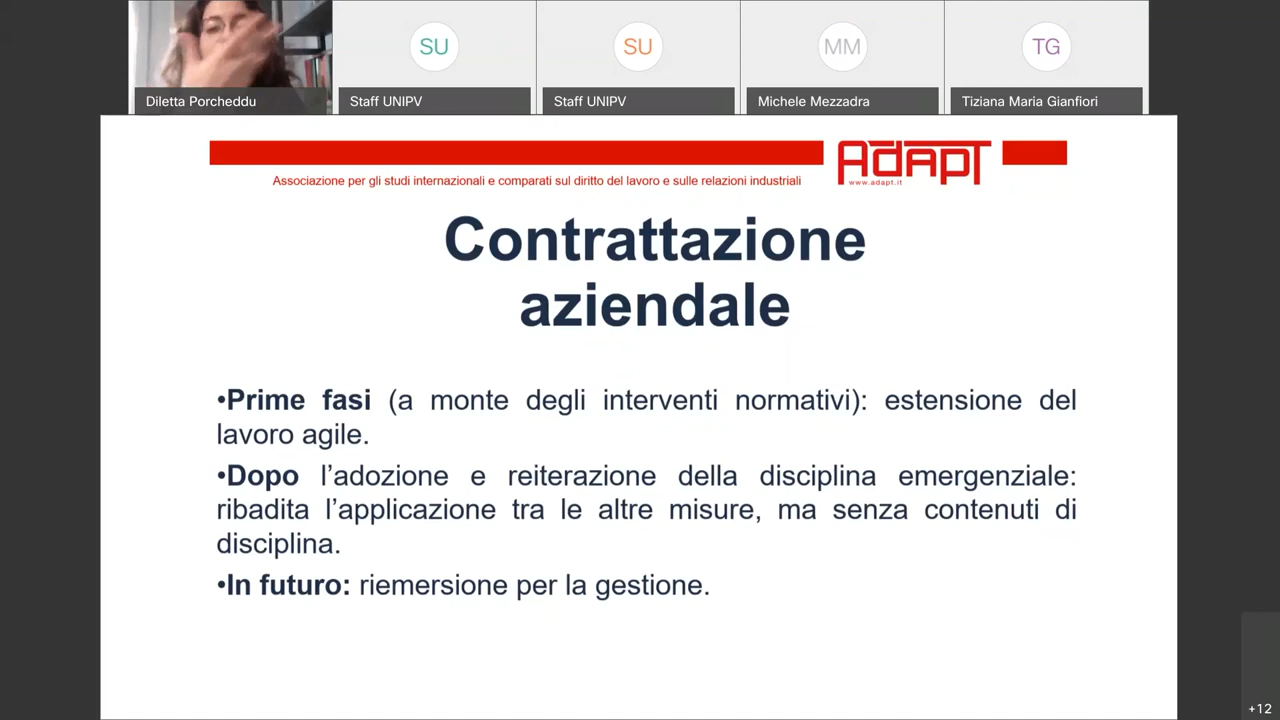 SU
SU
MM
TG
Diletta Porcheddu
Staff UNIPV
Staff UNIPV
Michele Mezzadra
Tiziana Maria Gianfiori
ADAPT
www.adapt.it
Associazione per gli studi internazionali e comparati sul diritto del lavoro e sulle relazioni industriali
Contrattazione
aziendale
•Prime fasi (a monte degli interventi normativi): estensione del
lavoro agile.
•Dopo l’adozione e reiterazione della disciplina emergenziale:
ribadita l’applicazione tra le altre misure, ma senza contenuti di
disciplina.
•In futuro: riemersione per la gestione.
+12